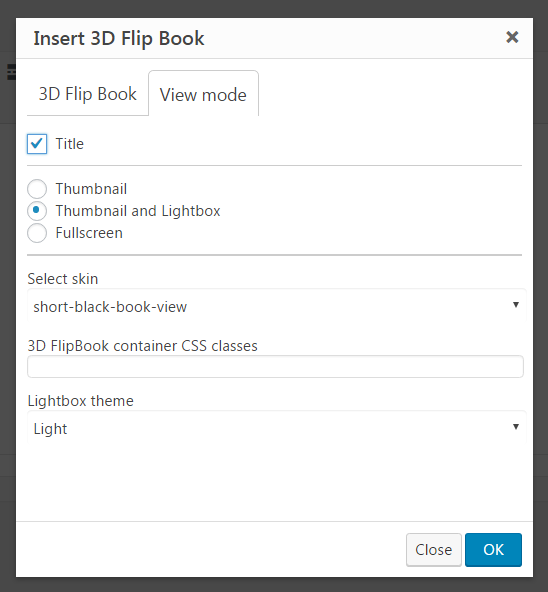 Insert 3D Flip Book
3D Flip Book
View mode
Title
Thumbnail
Thumbnail and Lightbox
Fullscreen
Select skin
short-black-book-view
3D FlipBook container CSS classes
Lightbox theme
Light
Close
OK